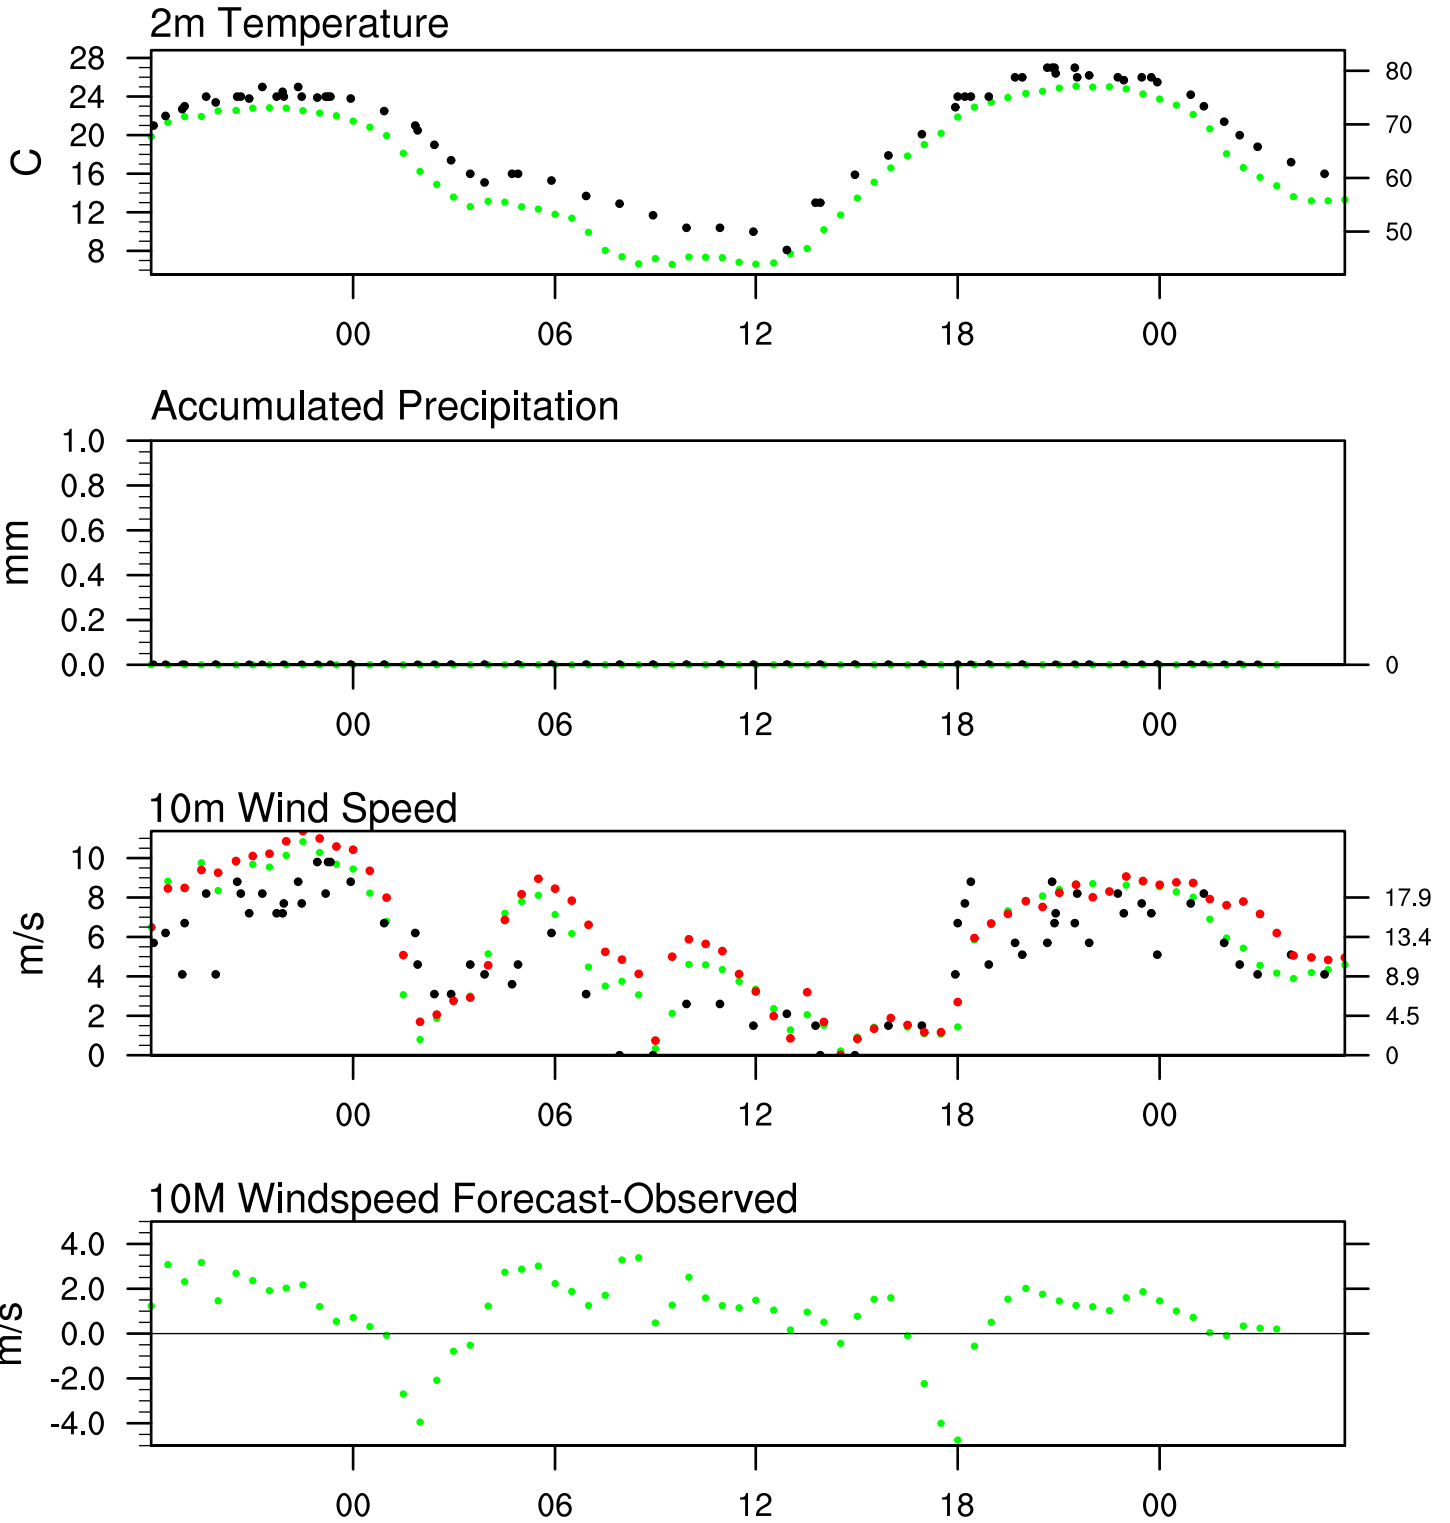 2m Temperature
28
24
20
16
12
8
C
80
70
60
50
00 06 12 18 00
Accumulated Precipitation
1.0
0.8
0.6
0.4
0.2
0.0
mm
0
00 06 12 18 00
10m Wind Speed
10
8
6
4
2
0
m/s
17.9
13.4
8.9
4.5
0
00 06 12 18 00
10M Windspeed Forecast-Observed
4.0
2.0
0.0
-2.0
-4.0
m/s
00 06 12 18 00